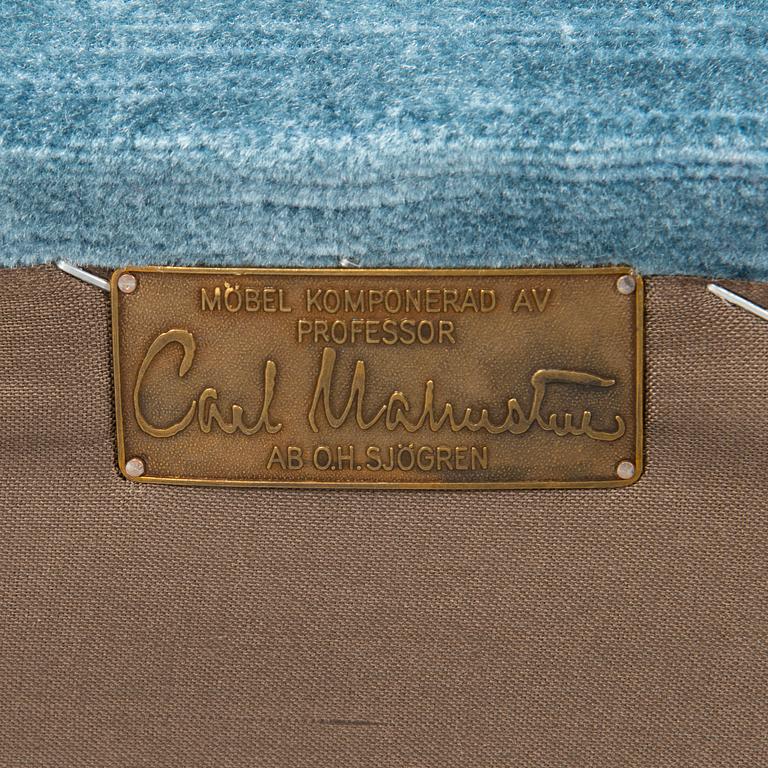 MÖBEL KOMPONERAD AV
PROFESSOR
Carl Malmsten
AB O.H. SJÖGREN